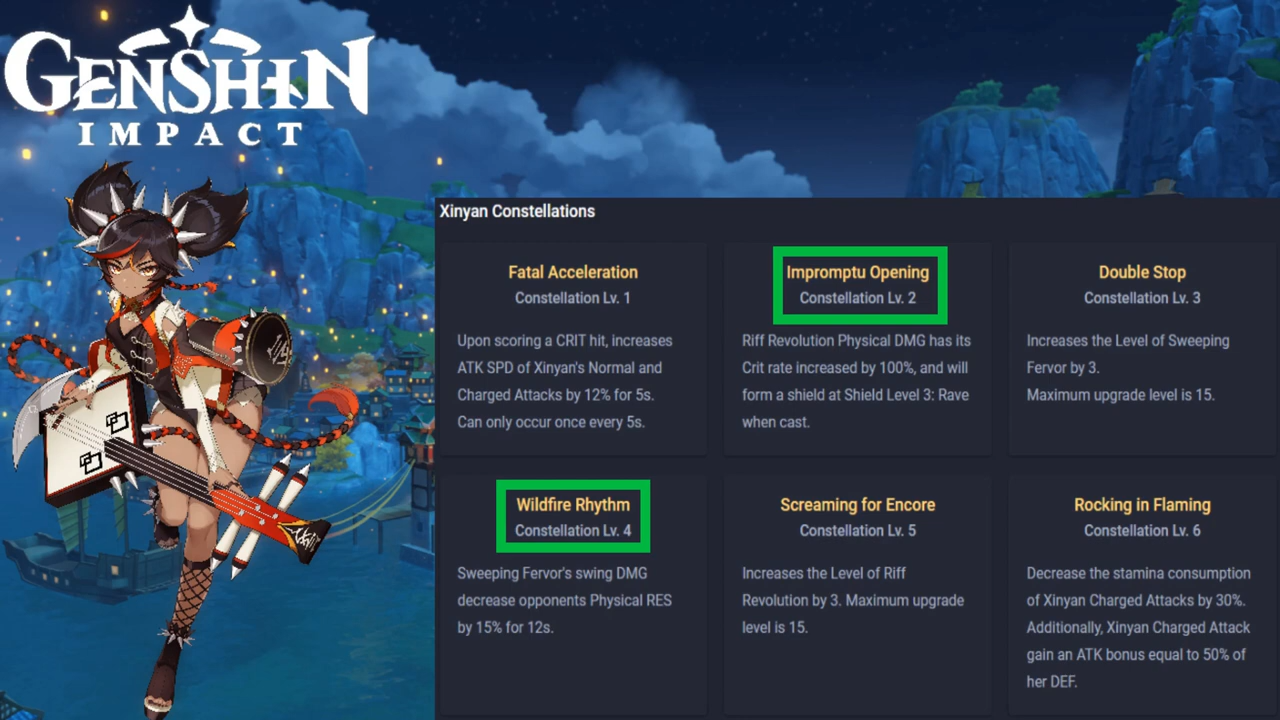 GENSHIN
IMPACT
Xinyan Constellations
Fatal Acceleration
Constellation Lv. 1
Upon scoring a CRIT hit, increases
ATK SPD of Xinyan's Normal and
Charged Attacks by 12% for 5s.
Can only occur once every 5s.
Impromptu Opening
Constellation Lv. 2
Riff Revolution Physical DMG has its
Crit rate increased by 100%, and will
form a shield at Shield Level 3: Rave
when cast.
Double Stop
Constellation Lv. 3
Increases the Level of Sweeping
Fervor by 3.
Maximum upgrade level is 15.
Wildfire Rhythm
Constellation Lv. 4
Sweeping Fervor's swing DMG
decrease opponents Physical RES
by 15% for 12s.
Screaming for Encore
Constellation Lv. 5
Increases the Level of Riff
Revolution by 3. Maximum upgrade
level is 15.
Rocking in Flaming
Constellation Lv. 6
Decrease the stamina consumption
of Xinyan Charged Attacks by 30%.
Additionally, Xinyan Charged Attack
gain an ATK bonus equal to 50% of
her DEF.